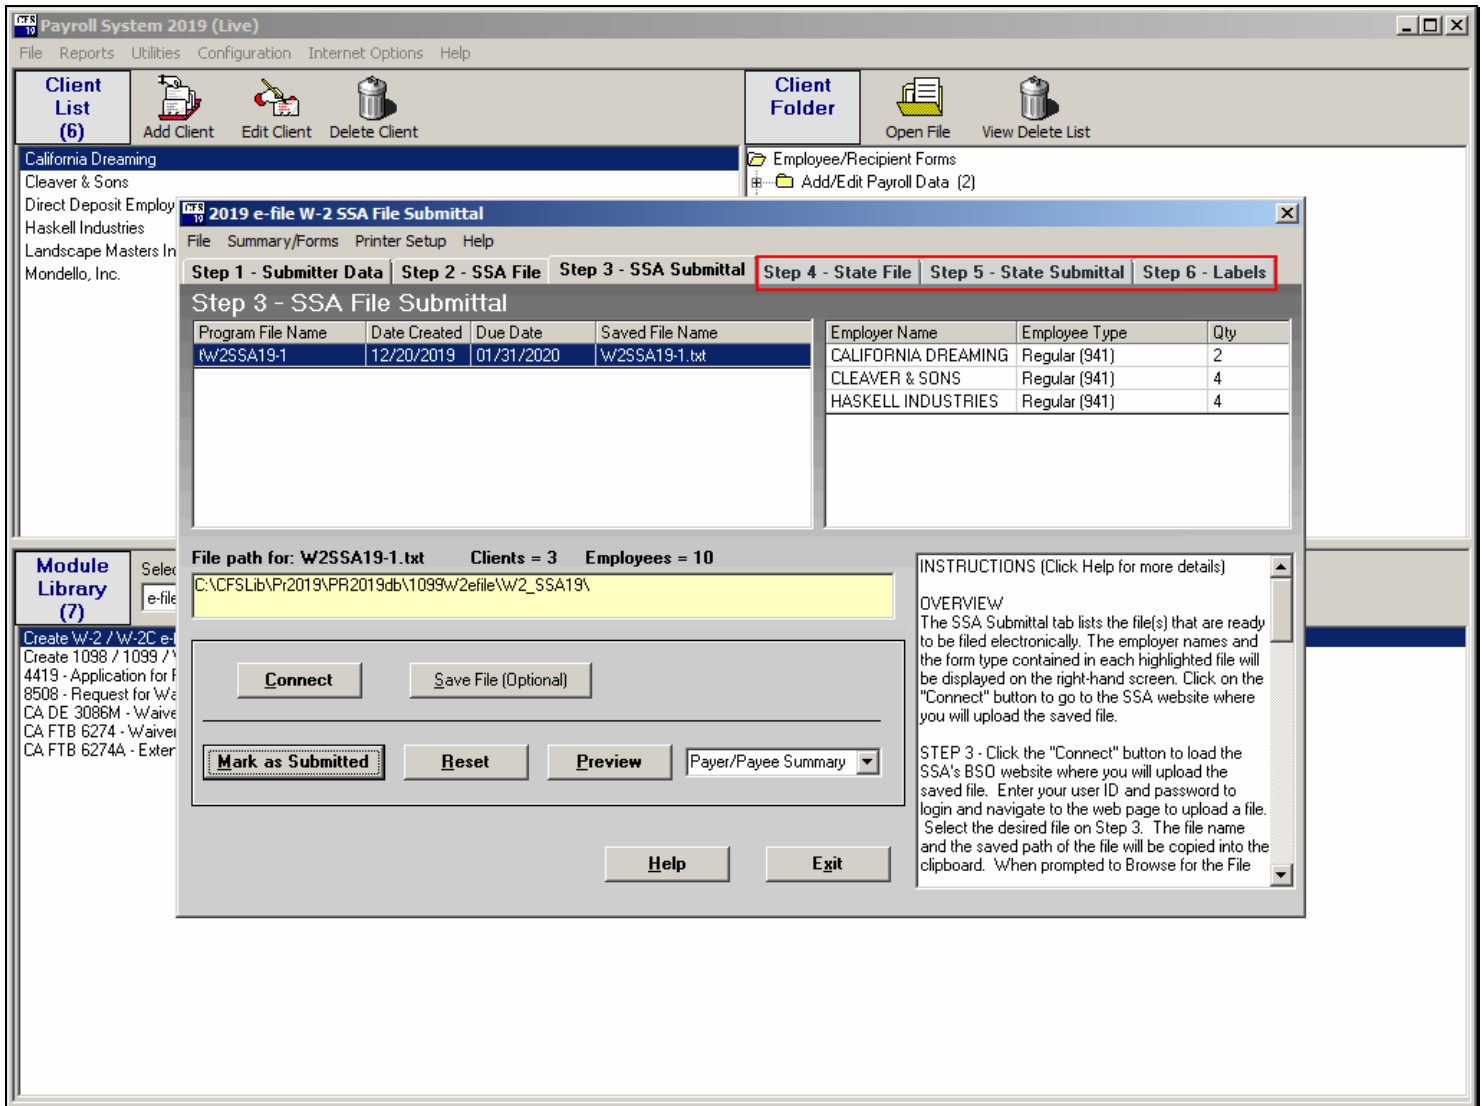 CFS 19 Payroll System 2019 (Live)
File Reports Utilities Configuration Internet Options Help
Client List (6)
Add Client Edit Client Delete Client
Client Folder
Open File View Delete List
California Dreaming
Cleaver & Sons
Direct Deposit Employ
Haskell Industries
Landscape Masters In
Mondello, Inc.
Employee/Recipient Forms
Add/Edit Payroll Data (2)
CFS 19 2019 e-file W-2 SSA File Submittal
File Summary/Forms Printer Setup Help
Step 1 - Submitter Data Step 2 - SSA File Step 3 - SSA Submittal Step 4 - State File Step 5 - State Submittal Step 6 - Labels
Step 3 - SSA File Submittal
Program File Name Date Created Due Date Saved File Name
fW2SSA19-1 12/20/2019 01/31/2020 W2SSA19-1.txt
Employer Name Employee Type Qty
CALIFORNIA DREAMING Regular (941) 2
CLEAVER & SONS Regular (941) 4
HASKELL INDUSTRIES Regular (941) 4
File path for: W2SSA19-1.txt Clients = 3 Employees = 10
C:\CFSLib\Pr2019\PR2019db\1099W2efile\W2_SSA19\
Connect Save File (Optional)
Mark as Submitted Reset Preview Payer/Payee Summary
Help Exit
INSTRUCTIONS (Click Help for more details)
OVERVIEW
The SSA Submittal tab lists the file(s) that are ready
to be filed electronically. The employer names and
the form type contained in each highlighted file will
be displayed on the right-hand screen. Click on the
"Connect" button to go to the SSA website where
you will upload the saved file.
STEP 3 - Click the "Connect" button to load the
SSA's BSO website where you will upload the
saved file. Enter your user ID and password to
login and navigate to the web page to upload a file.
Select the desired file on Step 3. The file name
and the saved path of the file will be copied into the
clipboard. When prompted to Browse for the File
Module Library (7)
Selec
e-file
Create W-2 / W-2C e-
Create 1098 / 1099 /
4419 - Application for
8508 - Request for Wa
CA DE 3086M - Waive
CA FTB 6274 - Waiver
CA FTB 6274A - Exter